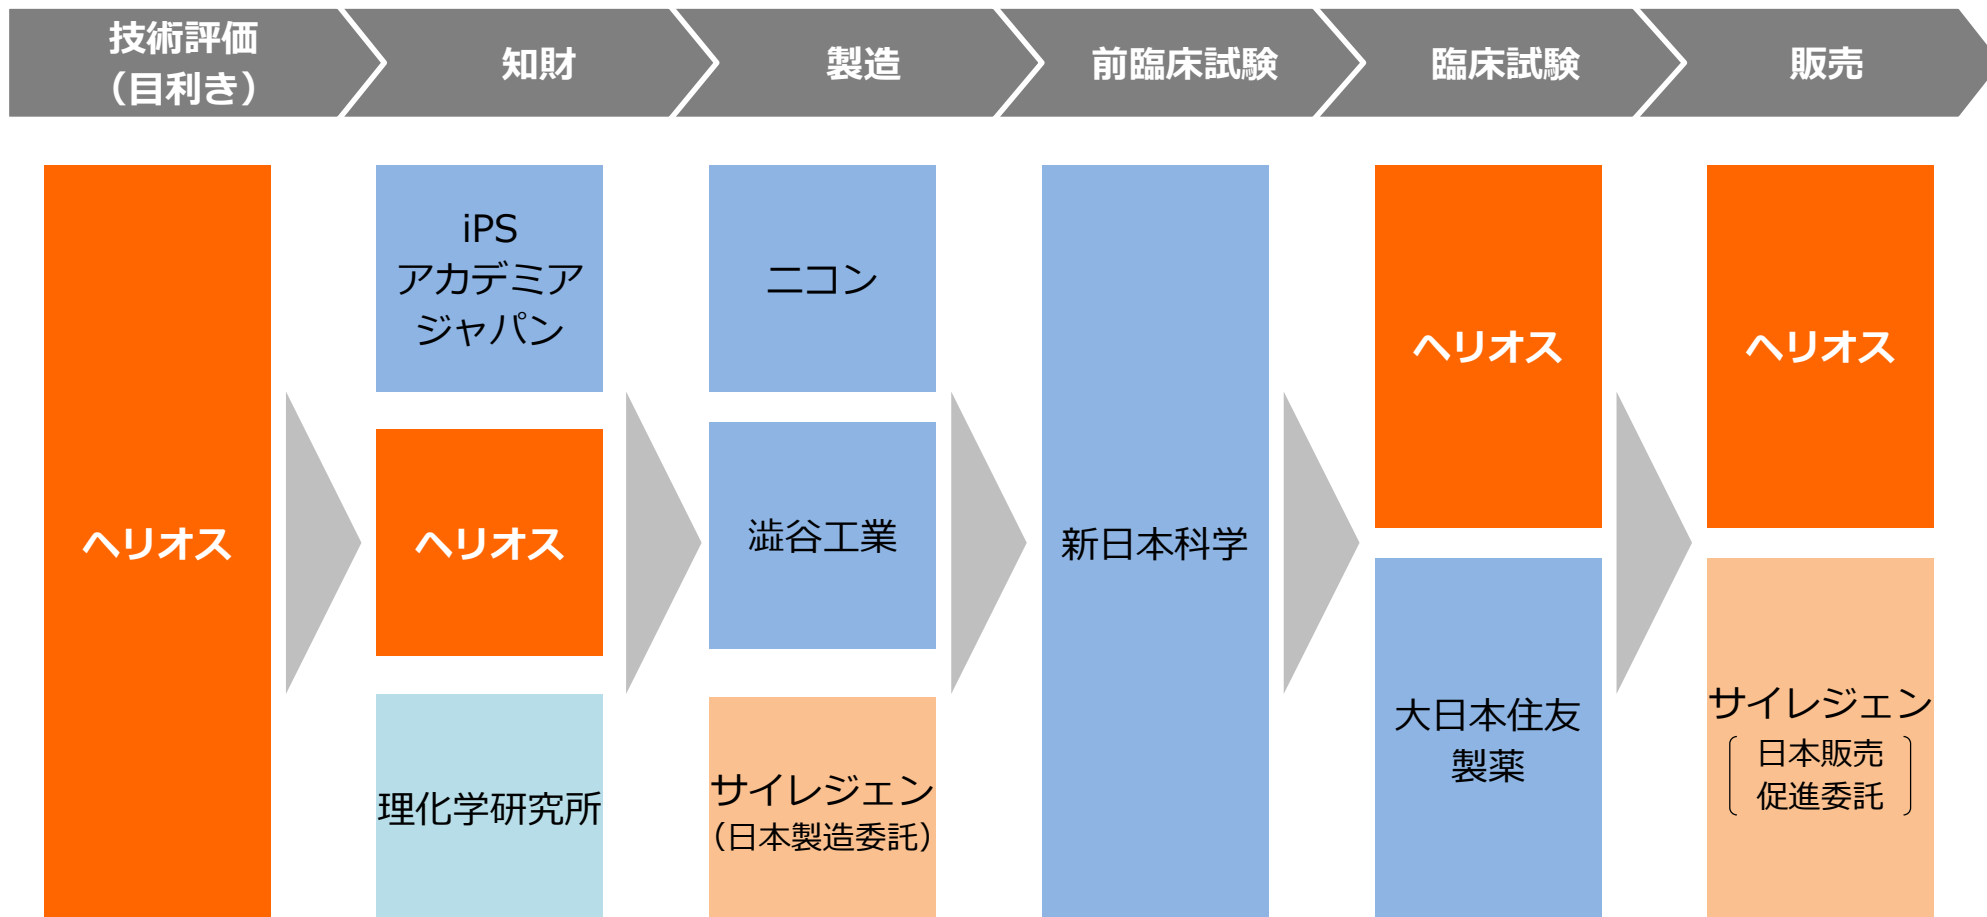 技術評価
（目利き）
知財
製造
前臨床試験
臨床試験
販売
ヘリオス
iPS
アカデミア
ジャパン
ヘリオス
理化学研究所
ニコン
澁谷工業
サイレジェン
（日本製造委託）
新日本科学
ヘリオス
大日本住友
製薬
ヘリオス
サイレジェン
日本販売
促進委託